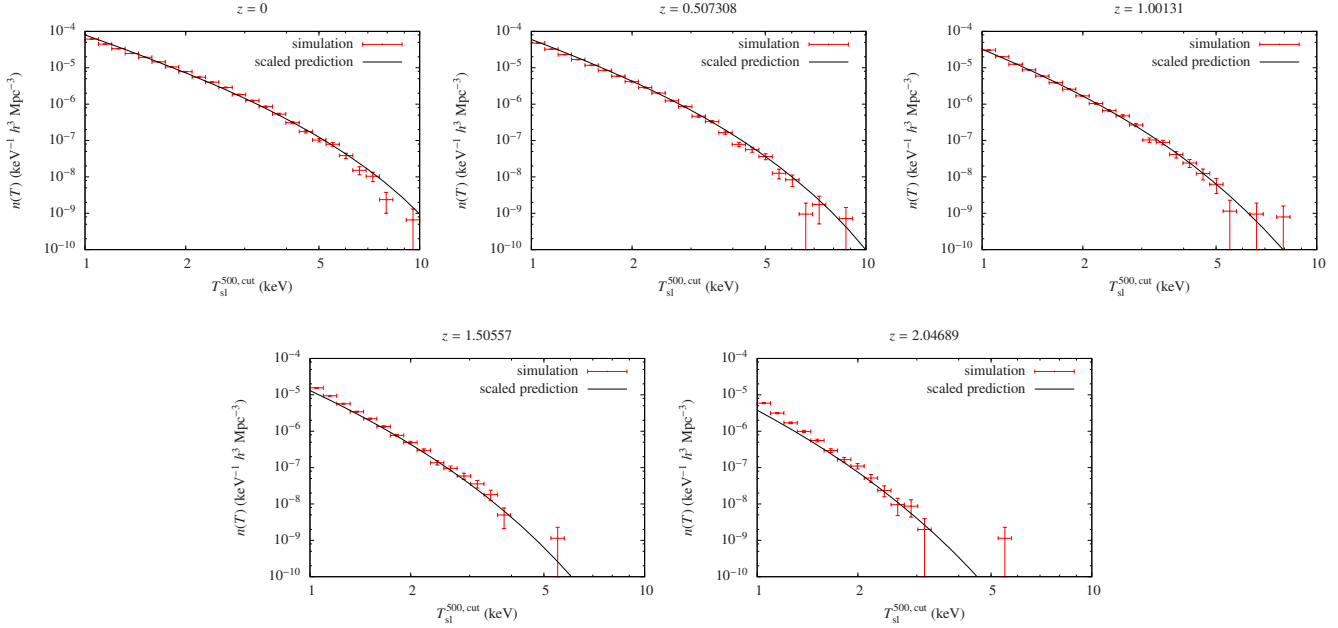 z = 0
simulation
scaled prediction
n(T) (keV⁻¹ h³ Mpc⁻³)
10⁻⁴
10⁻⁵
10⁻⁶
10⁻⁷
10⁻⁸
10⁻⁹
10⁻¹⁰
1 2 5 10
T_sl^500, cut (keV)
z = 0.507308
simulation
scaled prediction
n(T) (keV⁻¹ h³ Mpc⁻³)
10⁻⁴
10⁻⁵
10⁻⁶
10⁻⁷
10⁻⁸
10⁻⁹
10⁻¹⁰
1 2 5 10
T_sl^500, cut (keV)
z = 1.00131
simulation
scaled prediction
n(T) (keV⁻¹ h³ Mpc⁻³)
10⁻⁴
10⁻⁵
10⁻⁶
10⁻⁷
10⁻⁸
10⁻⁹
10⁻¹⁰
1 2 5 10
T_sl^500, cut (keV)
z = 1.50557
simulation
scaled prediction
n(T) (keV⁻¹ h³ Mpc⁻³)
10⁻⁴
10⁻⁵
10⁻⁶
10⁻⁷
10⁻⁸
10⁻⁹
10⁻¹⁰
1 2 5 10
T_sl^500, cut (keV)
z = 2.04689
simulation
scaled prediction
n(T) (keV⁻¹ h³ Mpc⁻³)
10⁻⁴
10⁻⁵
10⁻⁶
10⁻⁷
10⁻⁸
10⁻⁹
10⁻¹⁰
1 2 5 10
T_sl^500, cut (keV)